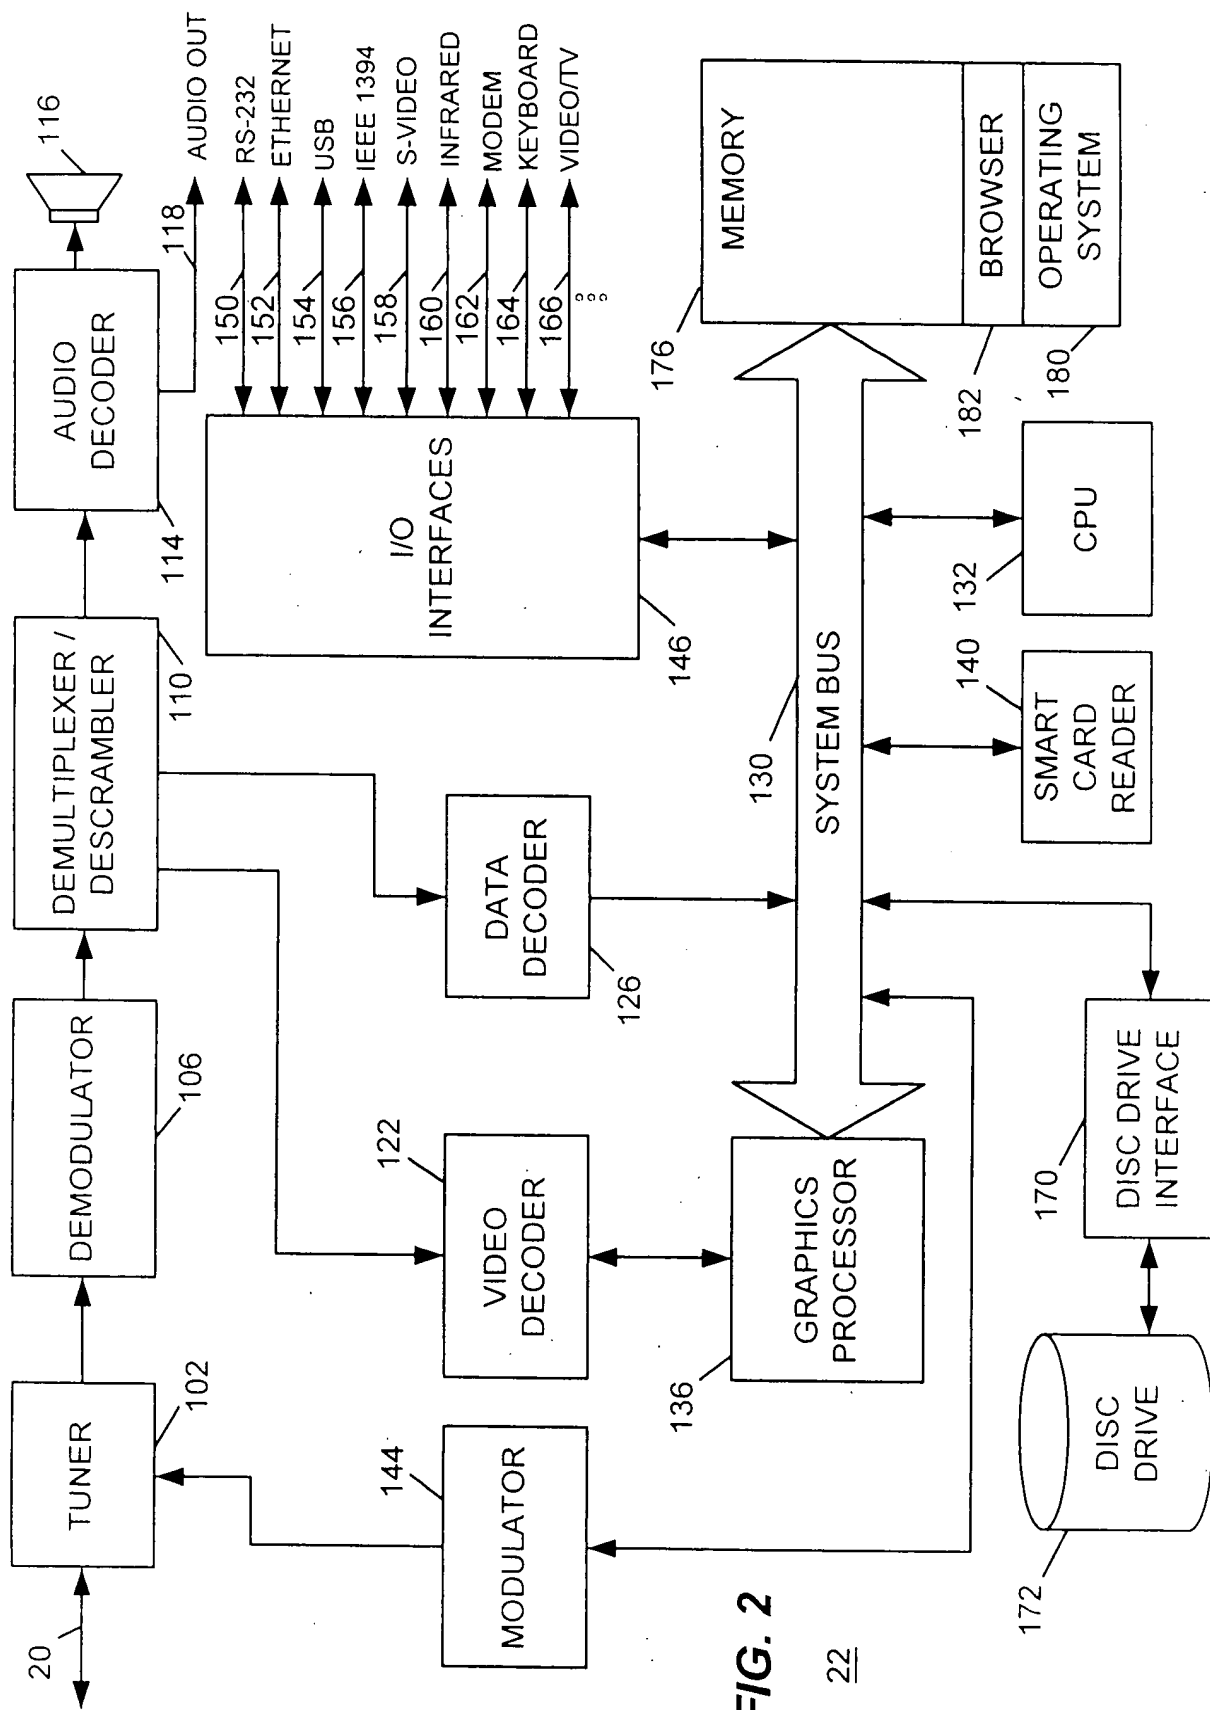 20
TUNER
102
DEMODULATOR
106
DEMULTIPLEXER /
DESCRAMBLER
110
AUDIO
DECODER
114
116
118
AUDIO OUT
150
RS-232
152
ETHERNET
154
USB
156
IEEE 1394
158
S-VIDEO
160
INFRARED
162
MODEM
164
KEYBOARD
166
VIDEO/TV
I/O
INTERFACES
146
144
MODULATOR
122
VIDEO
DECODER
DATA
DECODER
126
136
GRAPHICS
PROCESSOR
130
SYSTEM BUS
176
MEMORY
182
BROWSER
180
OPERATING
SYSTEM
132
CPU
140
SMART
CARD
READER
170
DISC DRIVE
INTERFACE
172
DISC
DRIVE
FIG. 2
22